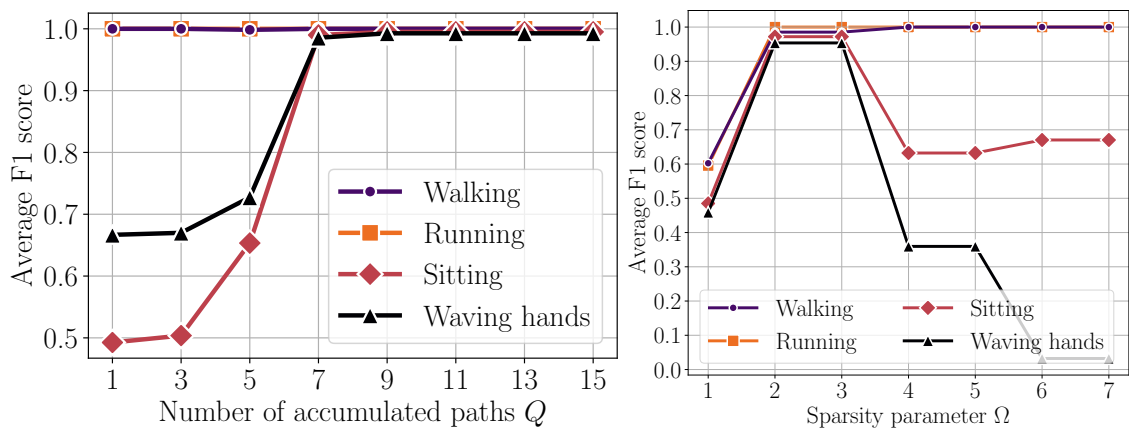 Average F1 score
1.0
0.9
0.8
0.7
0.6
0.5
1 3 5 7 9 11 13 15
Number of accumulated paths Q
Walking
Running
Sitting
Waving hands
Average F1 score
1.0
0.9
0.8
0.7
0.6
0.5
0.4
0.3
0.2
0.1
0.0
1 2 3 4 5 6 7
Sparsity parameter Ω
Walking Sitting
Running Waving hands